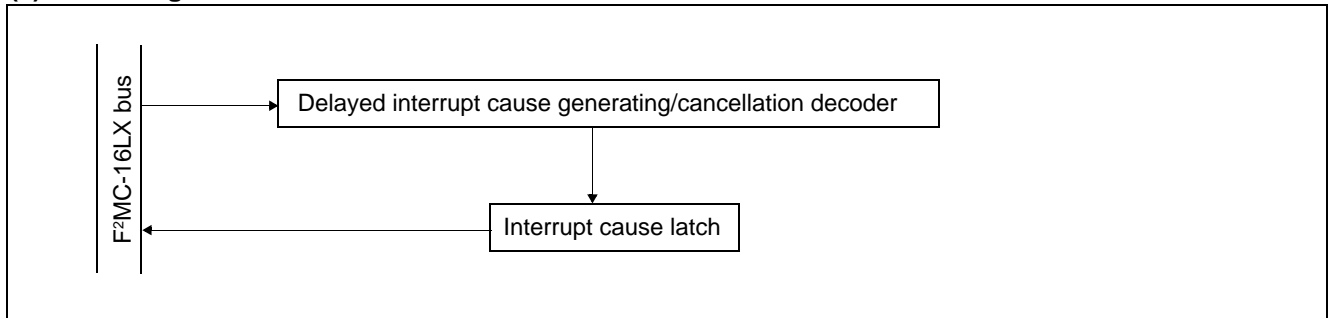 F²MC-16LX bus
Delayed interrupt cause generating/cancellation decoder
Interrupt cause latch